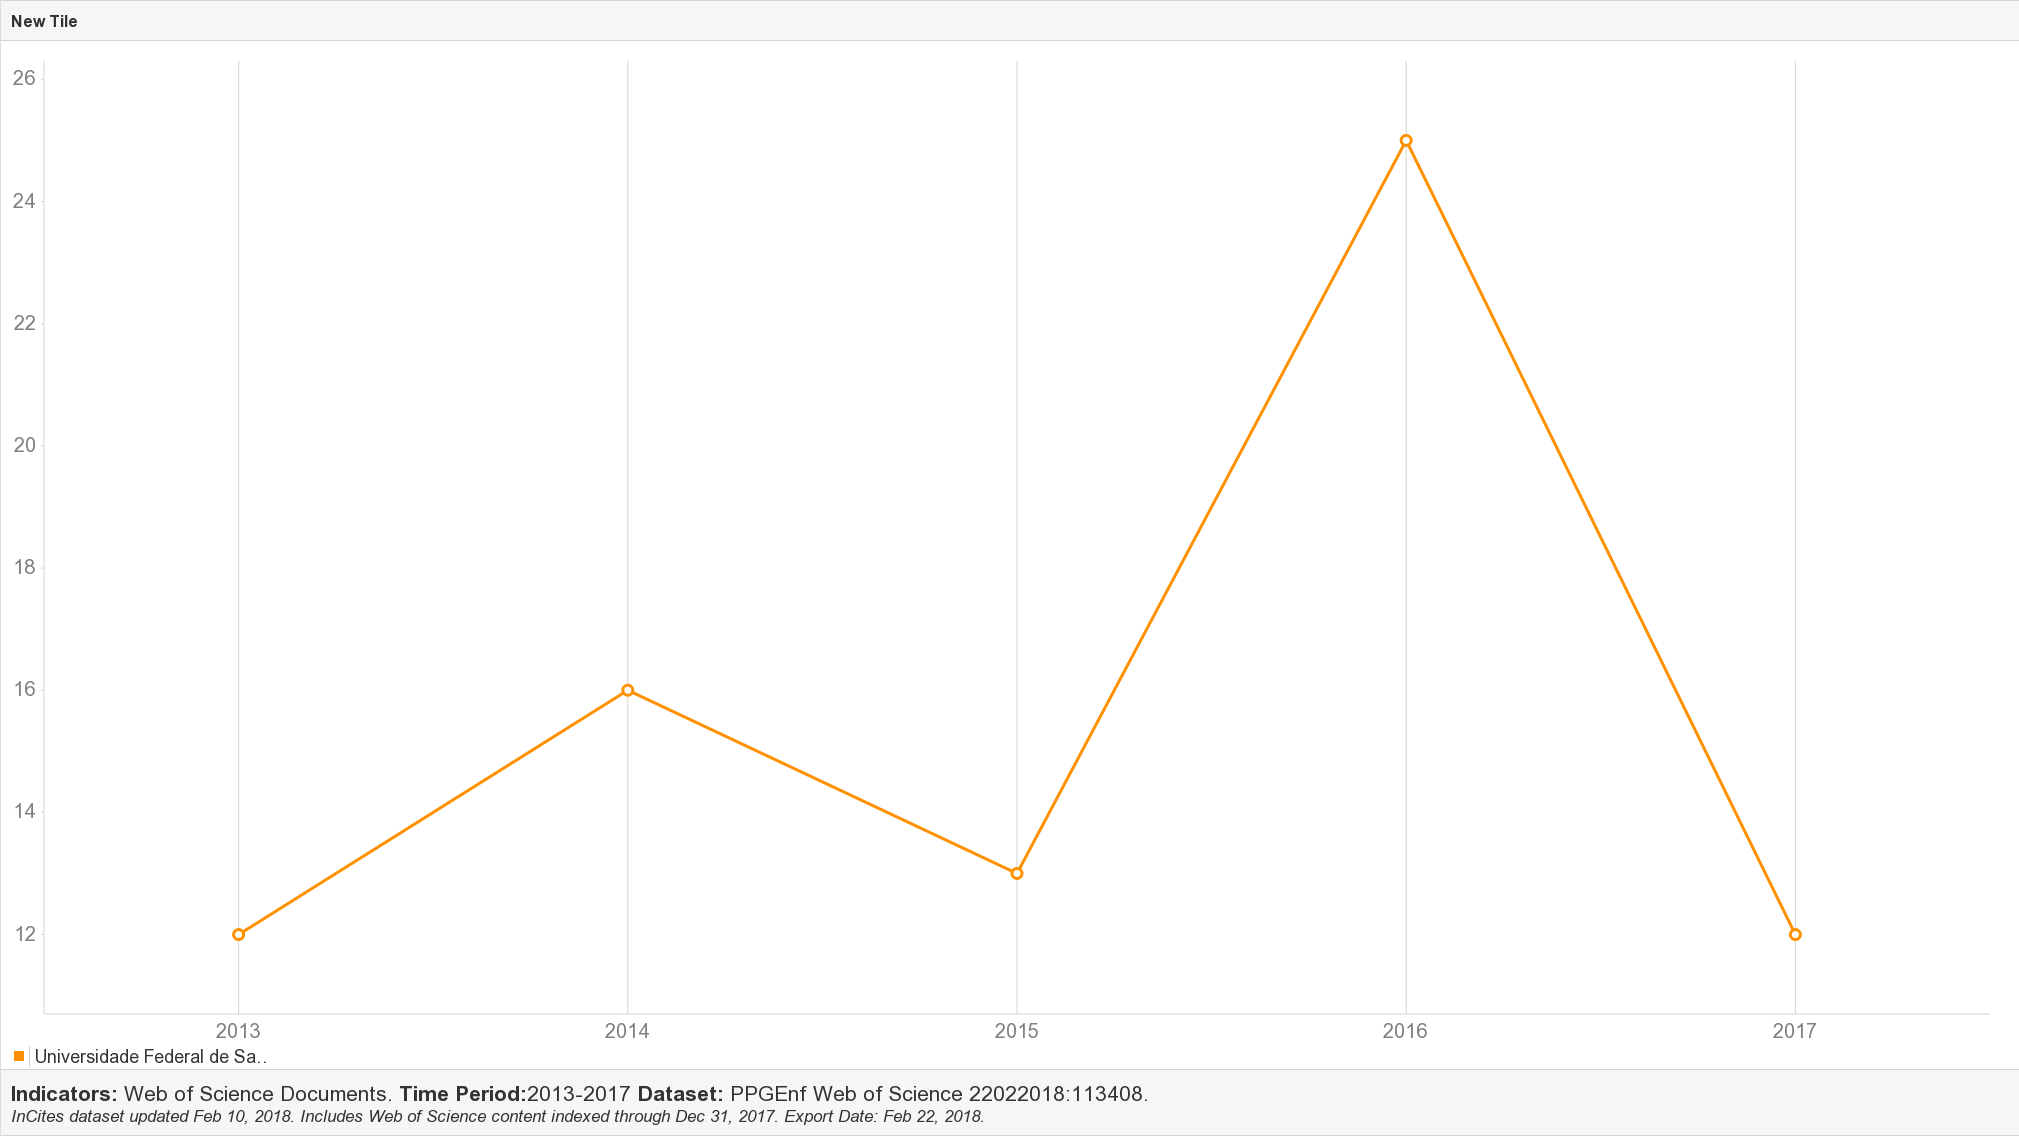 New Tile
26
24
22
20
18
16
14
12
2013 2014 2015 2016 2017
Universidade Federal de Sa..
Indicators: Web of Science Documents. Time Period:2013-2017 Dataset: PPGEnf Web of Science 22022018:113408.
InCites dataset updated Feb 10, 2018. Includes Web of Science content indexed through Dec 31, 2017. Export Date: Feb 22, 2018.